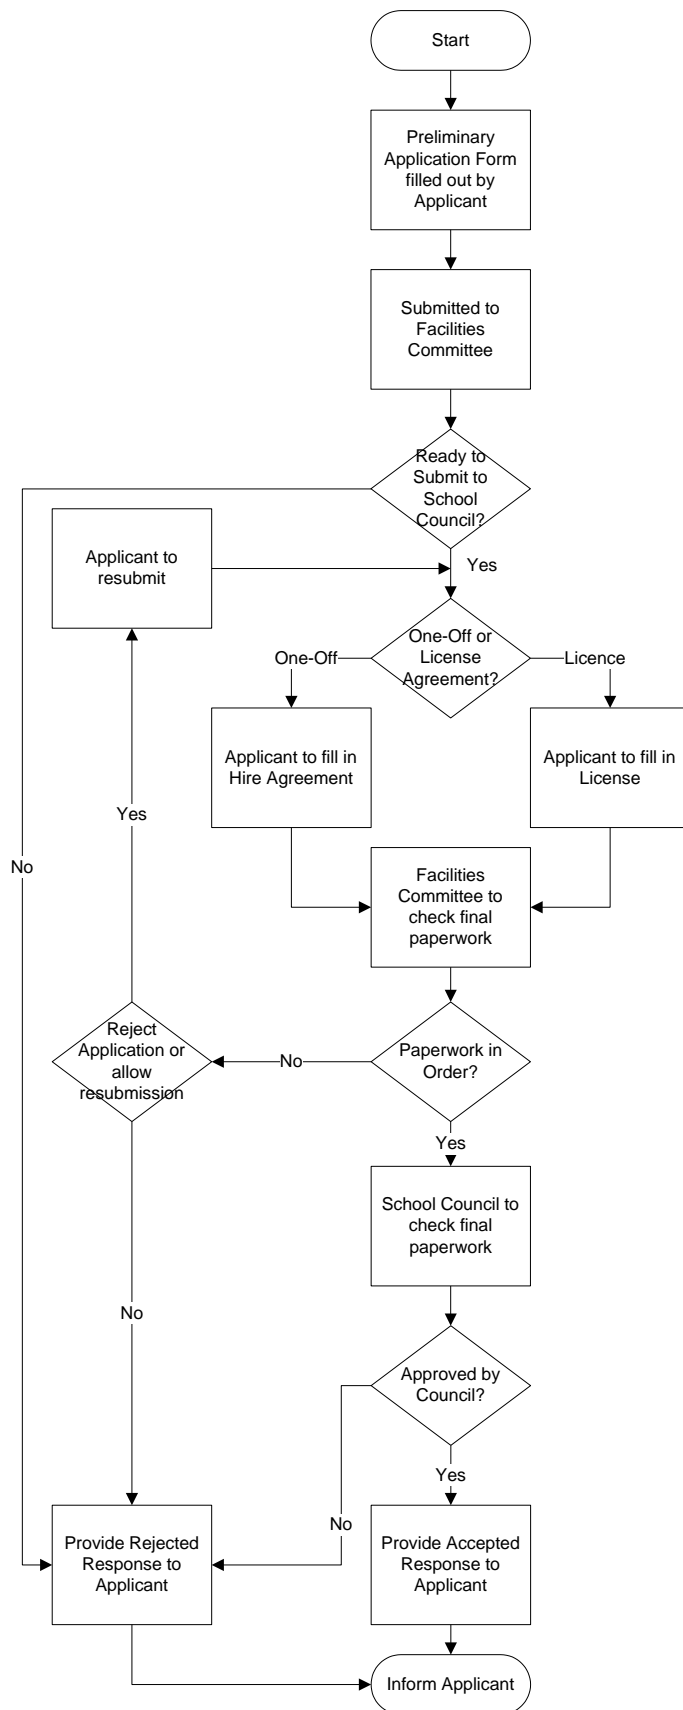 Start
Preliminary
Application Form
filled out by
Applicant
Submitted to
Facilities
Committee
Ready to
Submit to
School
Council?
Applicant to
resubmit
Yes
One-Off or
License
Agreement?
One-Off
Licence
Applicant to fill in
Hire Agreement
Applicant to fill in
License
Yes
No
Facilities
Committee to
check final
paperwork
Reject
Application or
allow
resubmission
No
Paperwork in
Order?
Yes
School Council to
check final
paperwork
No
Approved by
Council?
Yes
No
Provide Rejected
Response to
Applicant
Provide Accepted
Response to
Applicant
Inform Applicant